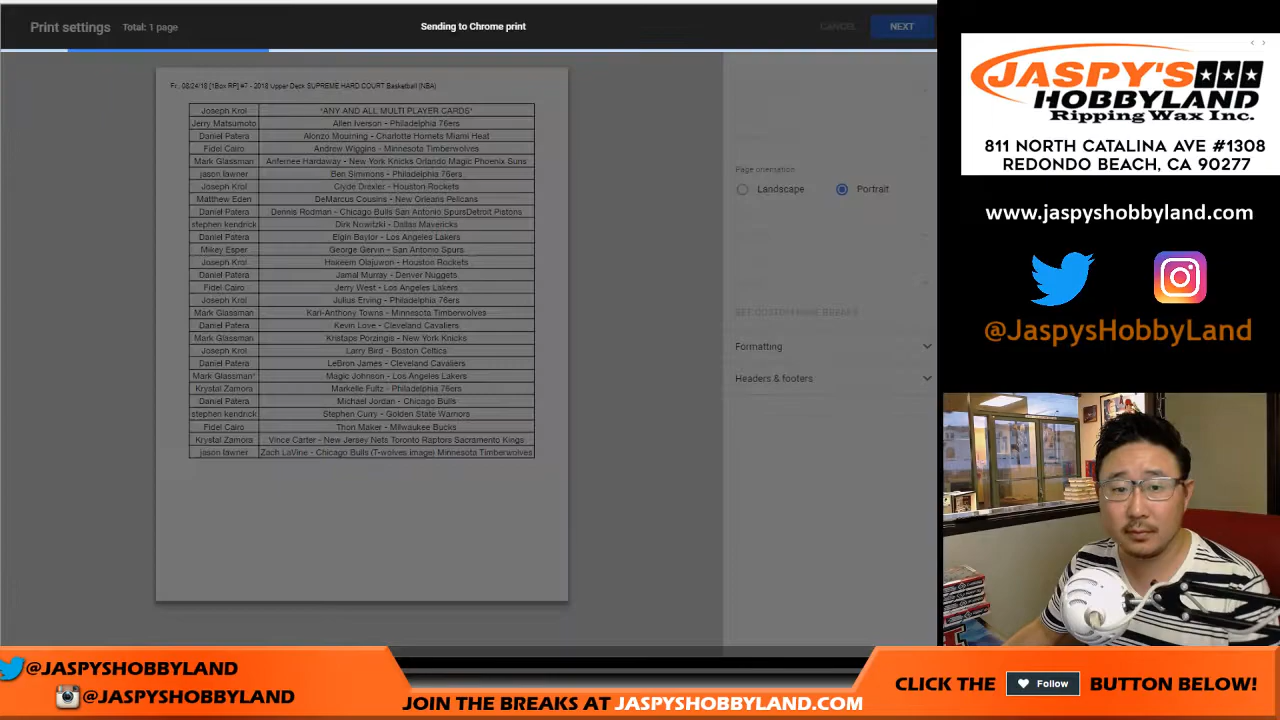 Print settings Total: 1 page
Sending to Chrome print
CANCEL NEXT
Fri, 08/24/18 [1Box RP] #7 - 2018 Upper Deck SUPREME HARD COURT Basketball (NBA)
Joseph Krol *ANY AND ALL MULTI PLAYER CARDS*
Jerry Matsumoto Allen Iverson - Philadelphia 76ers
Daniel Patera Alonzo Mourning - Charlotte Hornets Miami Heat
Fidel Cairo Andrew Wiggins - Minnesota Timberwolves
Mark Glassman Anfernee Hardaway - New York Knicks Orlando Magic Phoenix Suns
jason lawner Ben Simmons - Philadelphia 76ers
Joseph Krol Clyde Drexler - Houston Rockets
Matthew Eden DeMarcus Cousins - New Orleans Pelicans
Daniel Patera Dennis Rodman - Chicago Bulls San Antonio SpursDetroit Pistons
stephen kendrick Dirk Nowitzki - Dallas Mavericks
Daniel Patera Elgin Baylor - Los Angeles Lakers
Mikey Esper George Gervin - San Antonio Spurs
Joseph Krol Hakeem Olajuwon - Houston Rockets
Daniel Patera Jamal Murray - Denver Nuggets
Fidel Cairo Jerry West - Los Angeles Lakers
Joseph Krol Julius Erving - Philadelphia 76ers
Mark Glassman Karl-Anthony Towns - Minnesota Timberwolves
Daniel Patera Kevin Love - Cleveland Cavaliers
Mark Glassman Kristaps Porzingis - New York Knicks
Joseph Krol Larry Bird - Boston Celtics
Daniel Patera LeBron James - Cleveland Cavaliers
Mark Glassman* Magic Johnson - Los Angeles Lakers
Krystal Zamora Markelle Fultz - Philadelphia 76ers
Daniel Patera Michael Jordan - Chicago Bulls
stephen kendrick Stephen Curry - Golden State Warriors
Fidel Cairo Thon Maker - Milwaukee Bucks
Krystal Zamora Vince Carter - New Jersey Nets Toronto Raptors Sacramento Kings
jason lawner Zach LaVine - Chicago Bulls (T-wolves image) Minnesota Timberwolves
Page orientation
Landscape Portrait
SET CUSTOM PAGE BREAKS
Formatting
Headers & footers
JASPY'S
HOBBYLAND
Ripping Wax Inc.
811 NORTH CATALINA AVE #1308
REDONDO BEACH, CA 90277
www.jaspyshobbyland.com
@JaspysHobbyLand
@JASPYSHOBBYLAND
@JASPYSHOBBYLAND
JOIN THE BREAKS AT JASPYSHOBBYLAND.COM
CLICK THE Follow BUTTON BELOW!